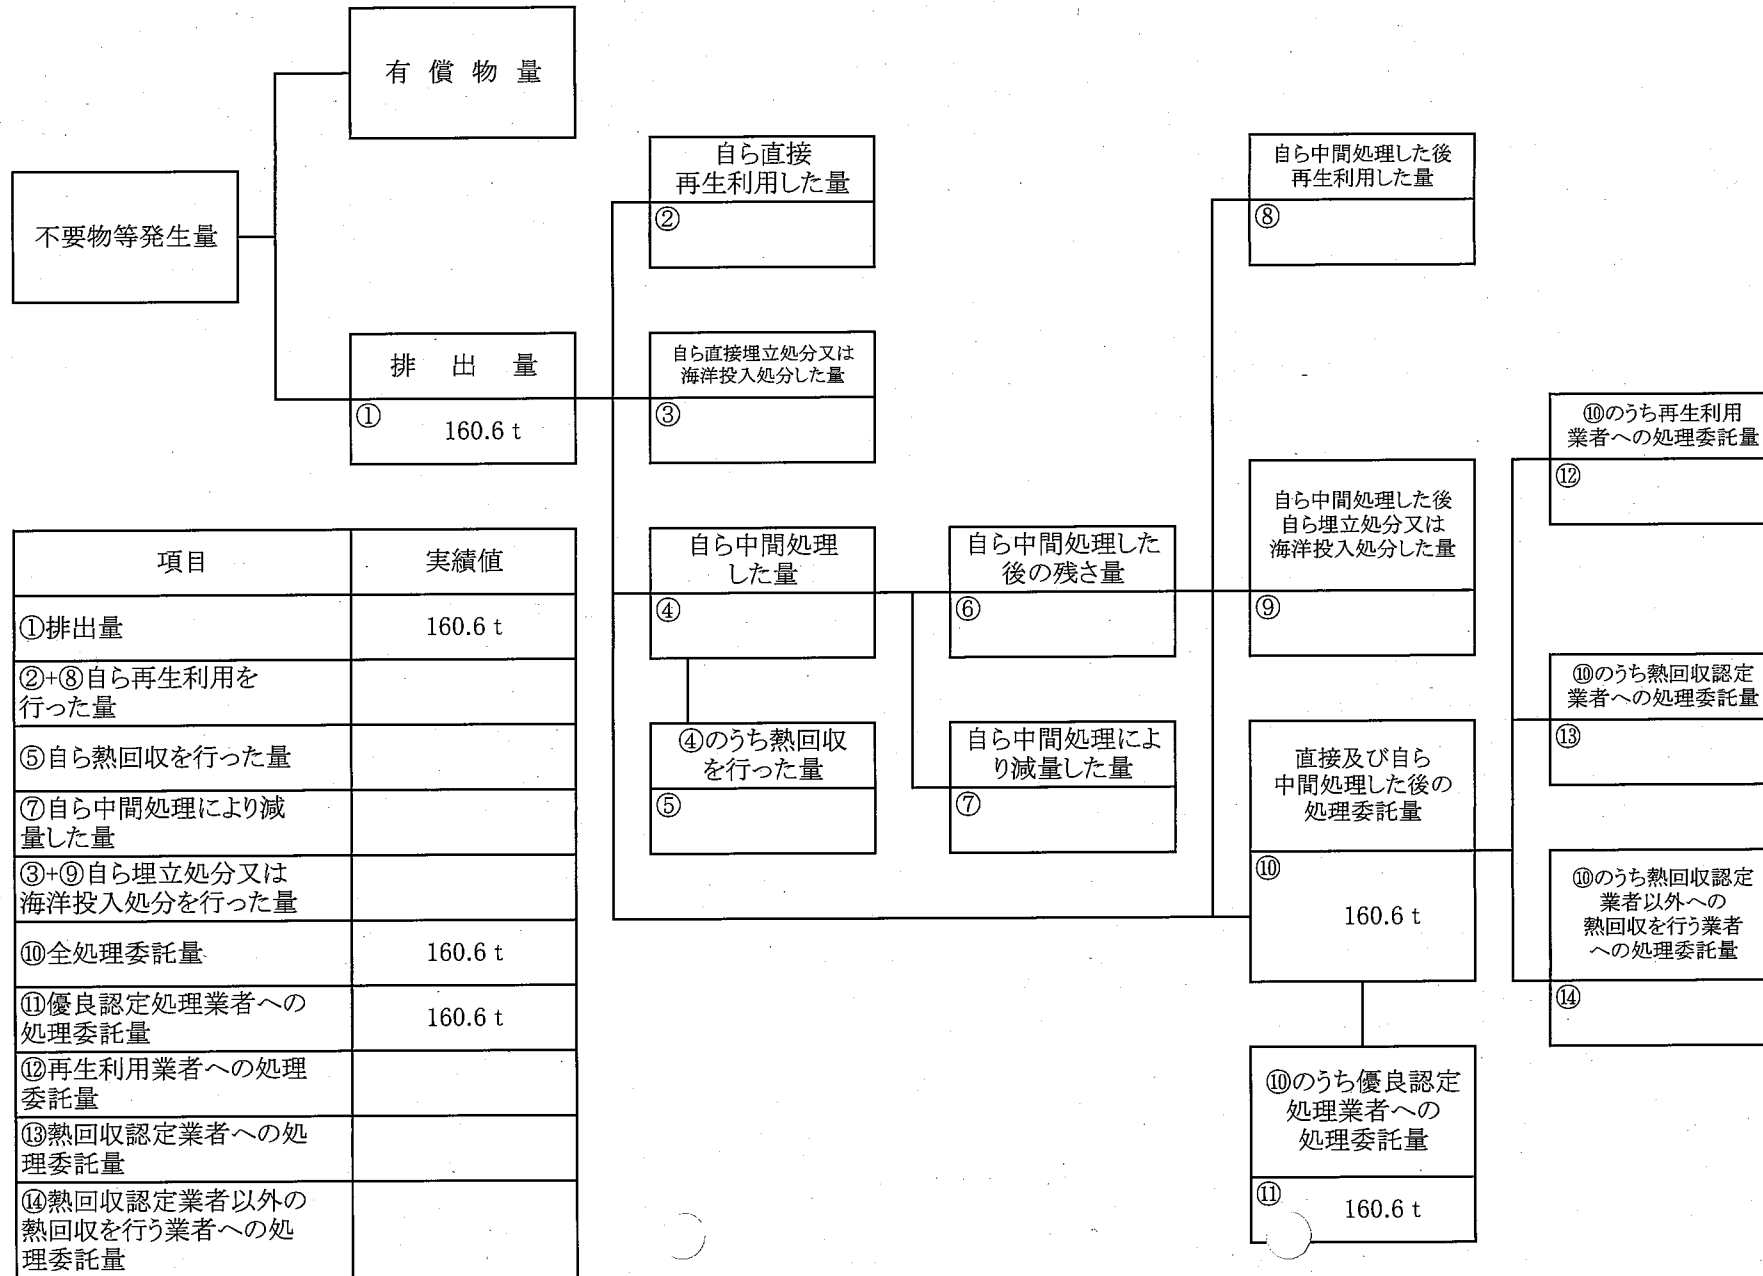 有償物量
不要物等発生量
排出量
①
160.6 t
自ら直接
再生利用した量
②
自ら直接埋立処分又は
海洋投入処分した量
③
自ら中間処理
した量
④
④のうち熱回収
を行った量
⑤
自ら中間処理した
後の残さ量
⑥
自ら中間処理によ
り減量した量
⑦
自ら中間処理した後
再生利用した量
⑧
自ら中間処理した後
自ら埋立処分又は
海洋投入処分した量
⑨
直接及び自ら
中間処理した後の
処理委託量
⑩
160.6 t
⑩のうち優良認定
処理業者への
処理委託量
⑪
160.6 t
⑩のうち再生利用
業者への処理委託量
⑫
⑩のうち熱回収認定
業者への処理委託量
⑬
⑩のうち熱回収認定
業者以外への
熱回収を行う業者
への処理委託量
⑭
項目 実績値
①排出量 160.6 t
②+⑧自ら再生利用を
行った量
⑤自ら熱回収を行った量
⑦自ら中間処理により減
量した量
③+⑨自ら埋立処分又は
海洋投入処分を行った量
⑩全処理委託量 160.6 t
⑪優良認定処理業者への
処理委託量 160.6 t
⑫再生利用業者への処理
委託量
⑬熱回収認定業者への処
理委託量
⑭熱回収認定業者以外の
熱回収を行う業者への処
理委託量